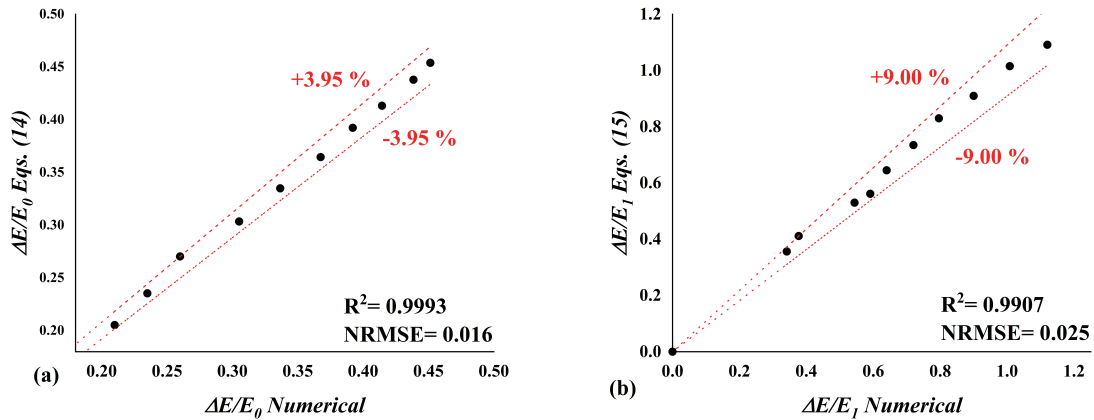 0.50
0.45
0.40
0.35
0.30
0.25
0.20
ΔE/E0 Eqs. (14)
+3.95 %
-3.95 %
R2= 0.9993
NRMSE= 0.016
0.20 0.25 0.30 0.35 0.40 0.45 0.50
(a)
ΔE/E0 Numerical
1.2
1.0
0.8
0.6
0.4
0.2
0.0
ΔE/E1 Eqs. (15)
+9.00 %
-9.00 %
R2= 0.9907
NRMSE= 0.025
0.0 0.2 0.4 0.6 0.8 1.0 1.2
(b)
ΔE/E1 Numerical